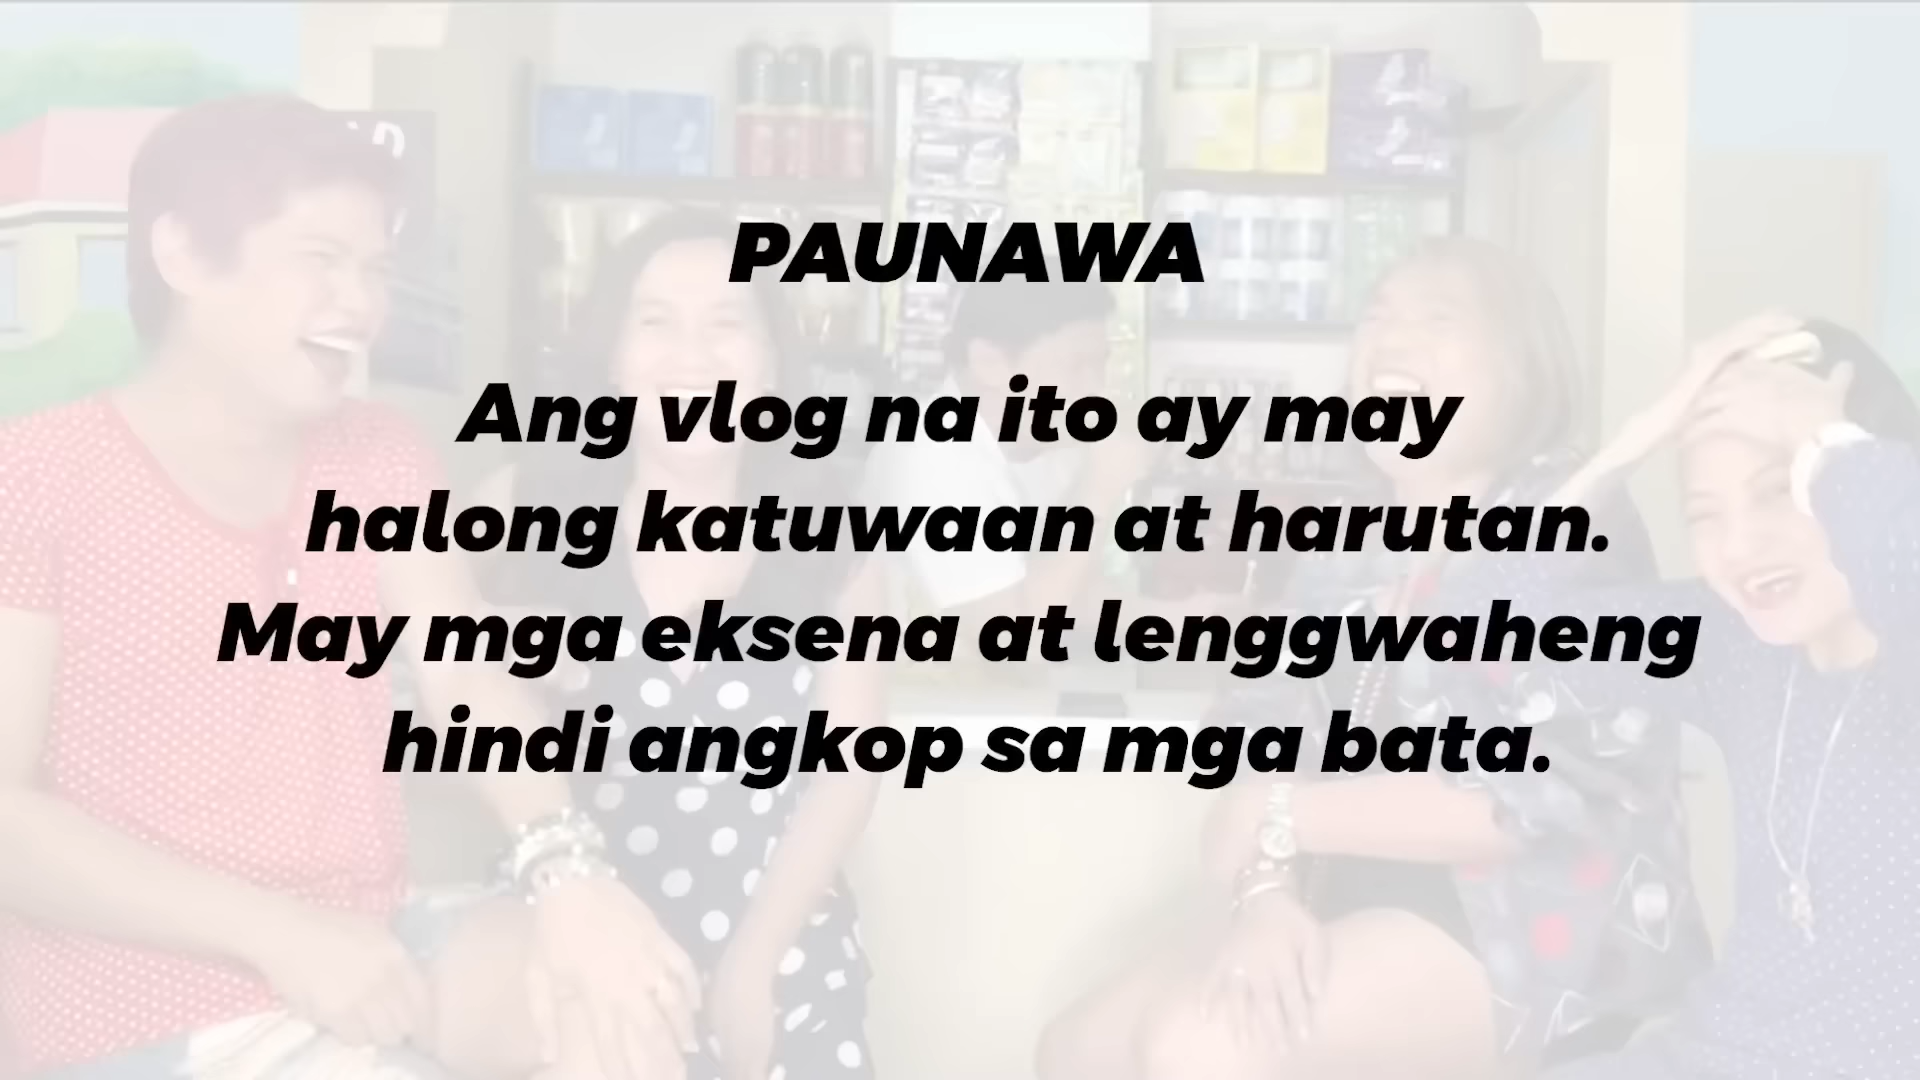 PAUNAWA
Ang vlog na ito ay may
halong katuwaan at harutan.
May mga eksena at lenggwaheng
hindi angkop sa mga bata.